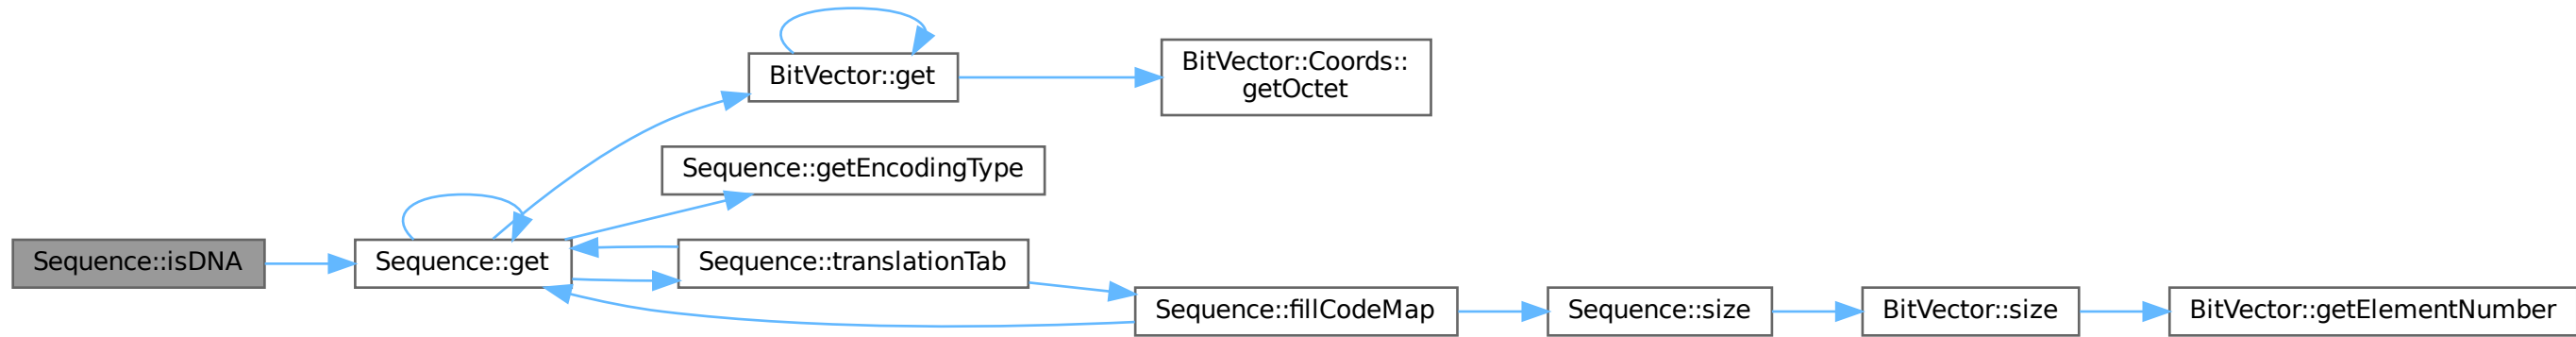 BitVector::get
BitVector::Coords::
getOctet
Sequence::getEncodingType
Sequence::isDNA
Sequence::get
Sequence::translationTab
Sequence::fillCodeMap
Sequence::size
BitVector::size
BitVector::getElementNumber